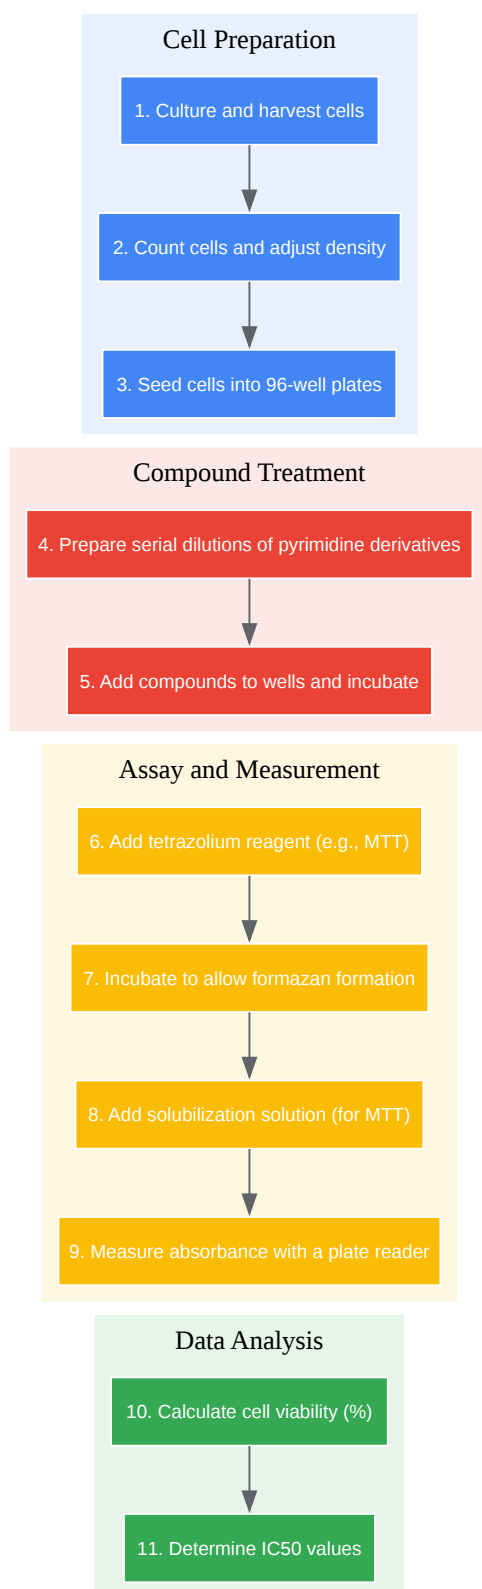 Cell Preparation
1. Culture and harvest cells
2. Count cells and adjust density
3. Seed cells into 96-well plates
Compound Treatment
4. Prepare serial dilutions of pyrimidine derivatives
5. Add compounds to wells and incubate
Assay and Measurement
6. Add tetrazolium reagent (e.g., MTT)
7. Incubate to allow formazan formation
8. Add solubilization solution (for MTT)
9. Measure absorbance with a plate reader
Data Analysis
10. Calculate cell viability (%)
11. Determine IC50 values